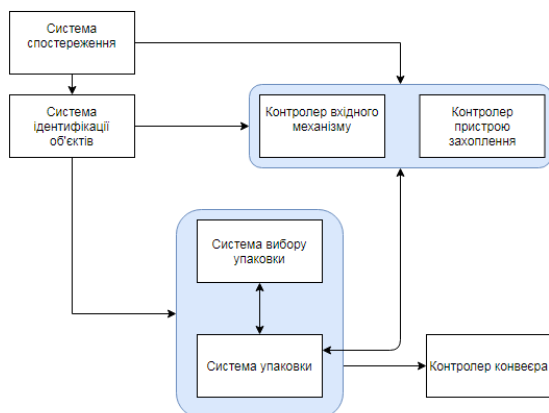 Система
спостереження
Система
ідентифікації
об'єктів
Контролер вхідного
механізму
Контролер
пристрою
захоплення
Система вибору
упаковки
Система упаковки
Контролер конвеєра